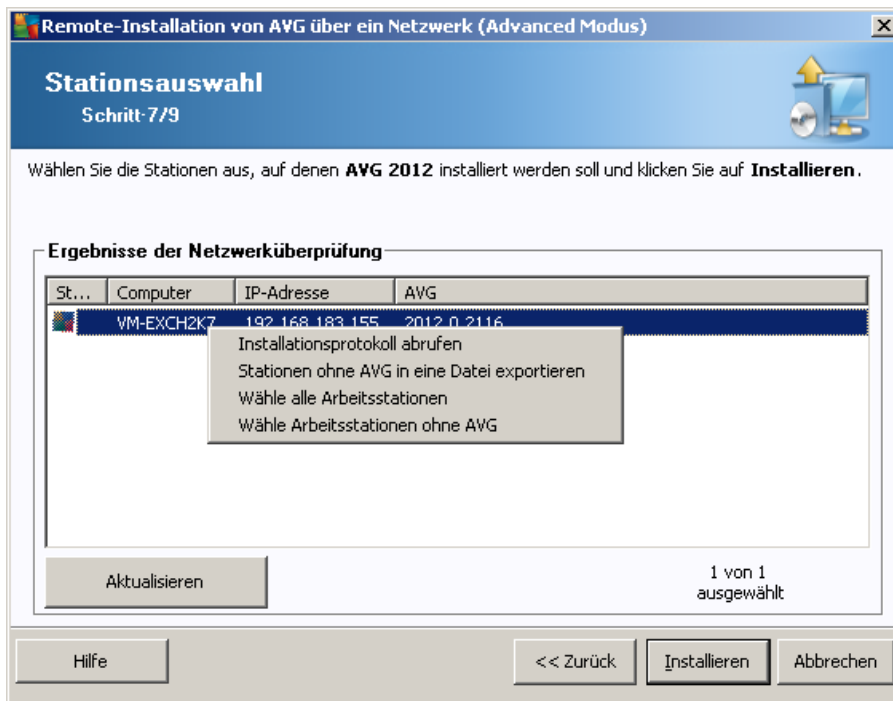 Remote-Installation von AVG über ein Netzwerk (Advanced Modus)
Stationsauswahl
Schritt-7/9
Wählen Sie die Stationen aus, auf denen AVG 2012 installiert werden soll und klicken Sie auf Installieren.
Ergebnisse der Netzwerküberprüfung
St... Computer IP-Adresse AVG
VM-EXCH2K7 192.168.183.155 2012.0.2116
Installationsprotokoll abrufen
Stationen ohne AVG in eine Datei exportieren
Wähle alle Arbeitsstationen
Wähle Arbeitsstationen ohne AVG
Aktualisieren
1 von 1
ausgewählt
Hilfe << Zurück Installieren Abbrechen